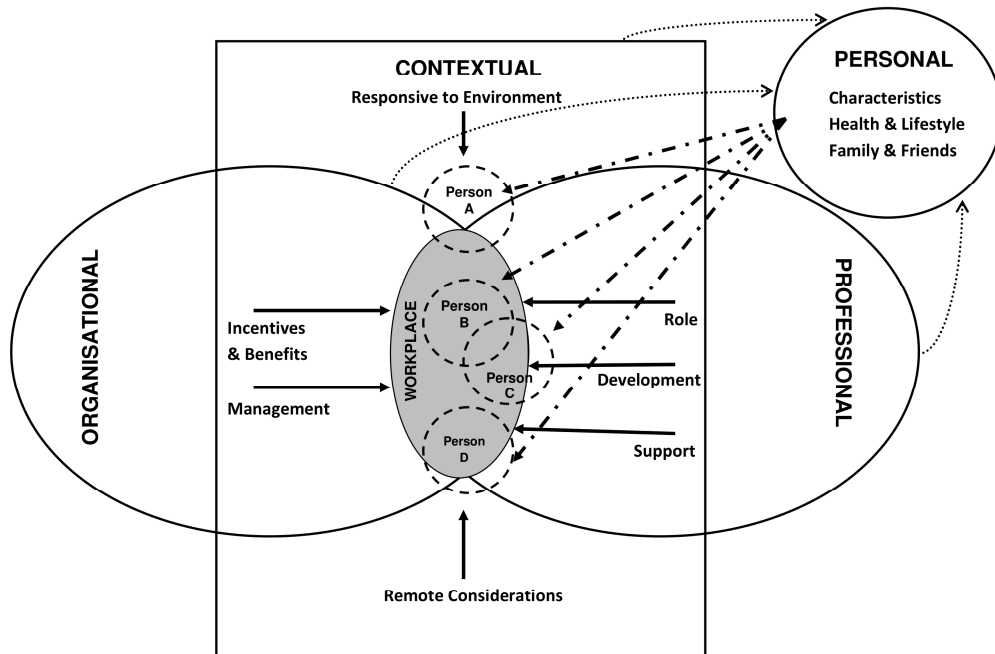 CONTEXTUAL
Responsive to Environment
PERSONAL
Characteristics
Health & Lifestyle
Family & Friends
Person
A
ORGANISATIONAL
Incentives
& Benefits
Management
WORKPLACE
Person
B
Person
C
Person
D
Role
Development
Support
PROFESSIONAL
Remote Considerations